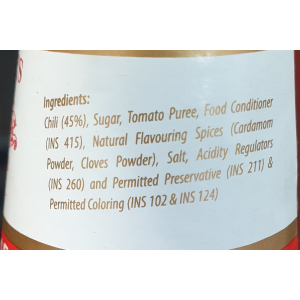 Ingredients:
Chili (45%), Sugar, Tomato Puree, Food Conditioner
(INS 415), Natural Flavouring Spices (Cardamom
Powder, Cloves Powder), Salt, Acidity Regulators
(INS 260) and Permitted Preservative (INS 211) &
Permitted Coloring (INS 102 & INS 124)